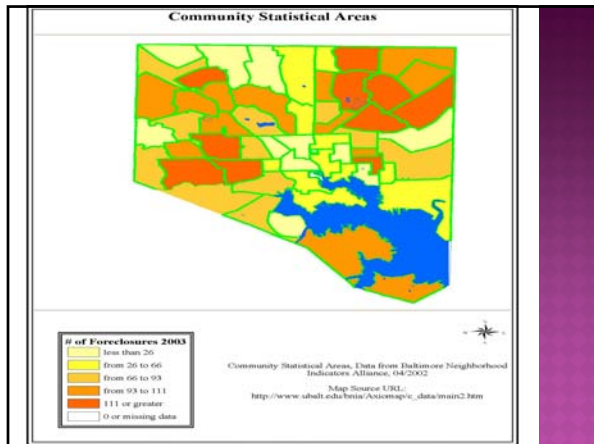 Community Statistical Areas
# of Foreclosures 2003
less than 26
from 26 to 66
from 66 to 93
from 93 to 111
111 or greater
0 or missing data
Community Statistical Areas, Data from Baltimore Neighborhood
Indicators Alliance, 04/2002
Map Source URL:
http://www.ubalt.edu/bnia/Axiomap/c_data/main2.htm